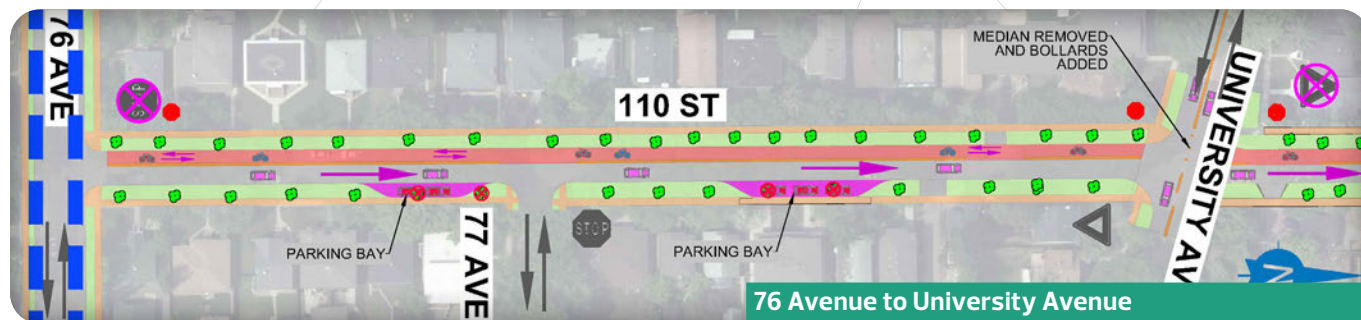 76 AVE
110 ST
MEDIAN REMOVED
AND BOLLARDS
ADDED
UNIVERSITY AV
PARKING BAY
77 AVE
STOP
PARKING BAY
N
76 Avenue to University Avenue